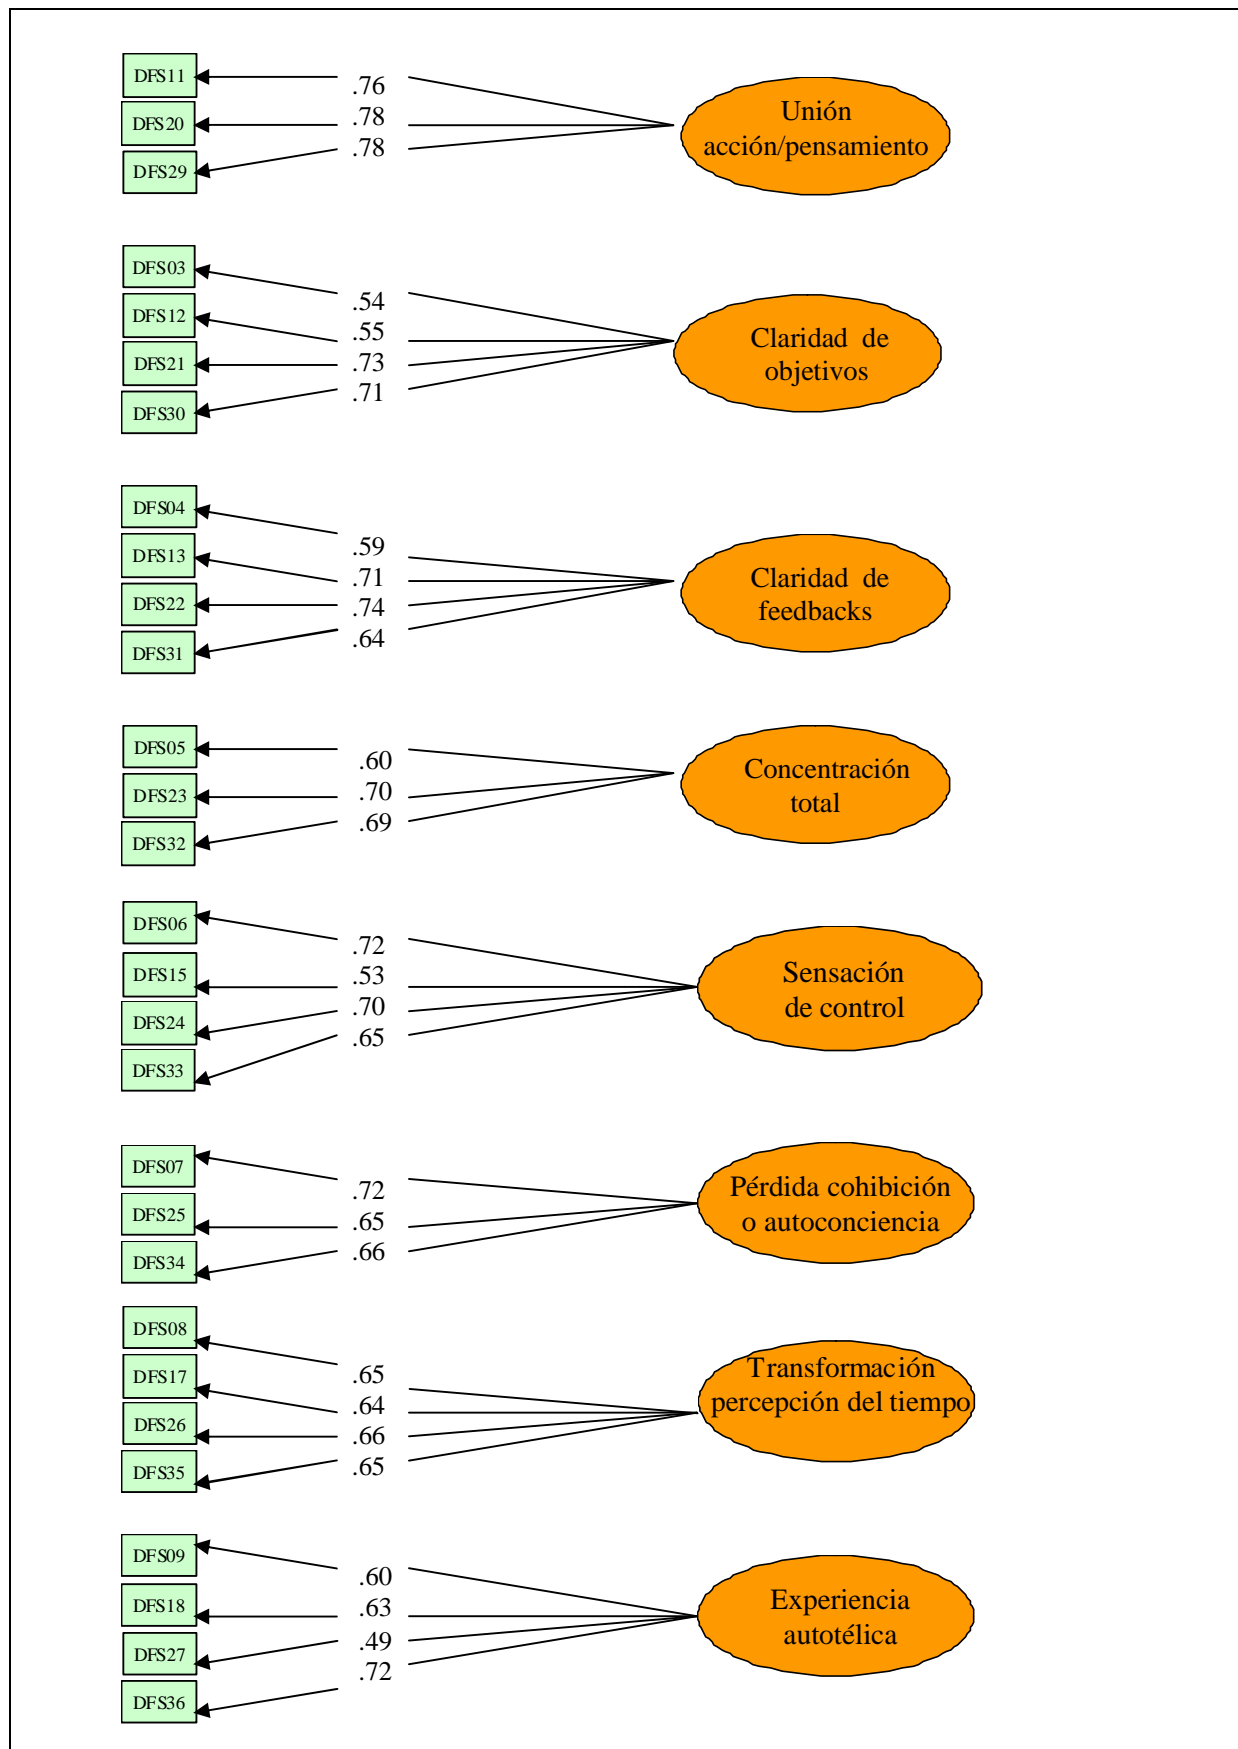 DFS11
.76
DFS20
.78
DFS29
.78
Unión
acción/pensamiento
DFS03
.54
DFS12
.55
DFS21
.73
DFS30
.71
Claridad de
objetivos
DFS04
.59
DFS13
.71
DFS22
.74
DFS31
.64
Claridad de
feedbacks
DFS05
.60
DFS23
.70
DFS32
.69
Concentración
total
DFS06
.72
DFS15
.53
DFS24
.70
DFS33
.65
Sensación
de control
DFS07
.72
DFS25
.65
DFS34
.66
Pérdida cohibición
o autoconciencia
DFS08
.65
DFS17
.64
DFS26
.66
DFS35
.65
Transformación
percepción del tiempo
DFS09
.60
DFS18
.63
DFS27
.49
DFS36
.72
Experiencia
autotélica